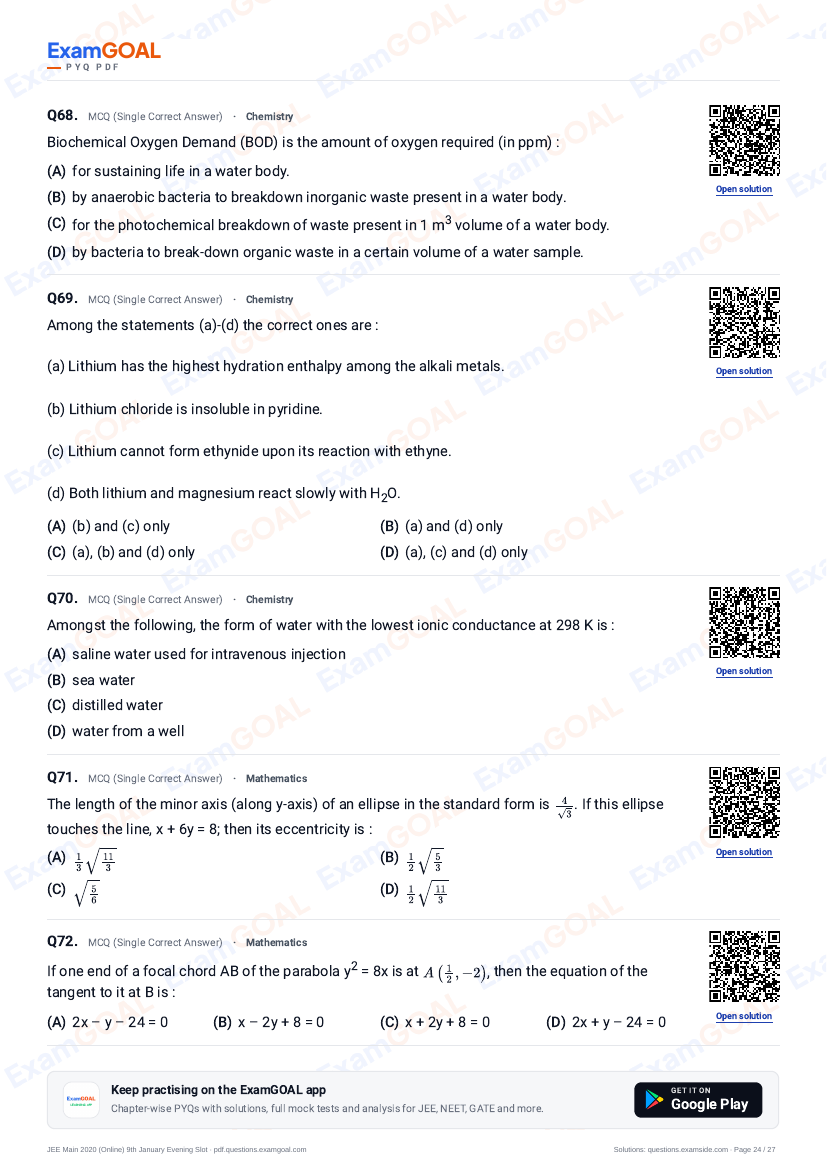 ExamGOAL
PYQ PDF
Q68. MCQ (Single Correct Answer) · Chemistry
Biochemical Oxygen Demand (BOD) is the amount of oxygen required (in ppm) :
(A) for sustaining life in a water body.
Open solution
(B) by anaerobic bacteria to breakdown inorganic waste present in a water body.
(C) for the photochemical breakdown of waste present in 1 m³ volume of a water body.
(D) by bacteria to break-down organic waste in a certain volume of a water sample.
Q69. MCQ (Single Correct Answer) · Chemistry
Among the statements (a)-(d) the correct ones are :
(a) Lithium has the highest hydration enthalpy among the alkali metals.
Open solution
(b) Lithium chloride is insoluble in pyridine.
(c) Lithium cannot form ethynide upon its reaction with ethyne.
(d) Both lithium and magnesium react slowly with H₂O.
(A) (b) and (c) only (B) (a) and (d) only
(C) (a), (b) and (d) only (D) (a), (c) and (d) only
Q70. MCQ (Single Correct Answer) · Chemistry
Amongst the following, the form of water with the lowest ionic conductance at 298 K is :
(A) saline water used for intravenous injection
Open solution
(B) sea water
(C) distilled water
(D) water from a well
Q71. MCQ (Single Correct Answer) · Mathematics
The length of the minor axis (along y-axis) of an ellipse in the standard form is 4/√3. If this ellipse
touches the line, x + 6y = 8; then its eccentricity is :
Open solution
(A) 1/3 √(11/3) (B) 1/2 √(5/3)
(C) √(5/6) (D) 1/2 √(11/3)
Q72. MCQ (Single Correct Answer) · Mathematics
If one end of a focal chord AB of the parabola y² = 8x is at A (1/2, −2), then the equation of the
tangent to it at B is :
Open solution
(A) 2x − y − 24 = 0 (B) x − 2y + 8 = 0 (C) x + 2y + 8 = 0 (D) 2x + y − 24 = 0
ExamGOAL
Keep practising on the ExamGOAL app
Chapter-wise PYQs with solutions, full mock tests and analysis for JEE, NEET, GATE and more.
GET IT ON
Google Play
JEE Main 2020 (Online) 9th January Evening Slot · pdf.questions.examgoal.com
Solutions: questions.examside.com · Page 24 / 27